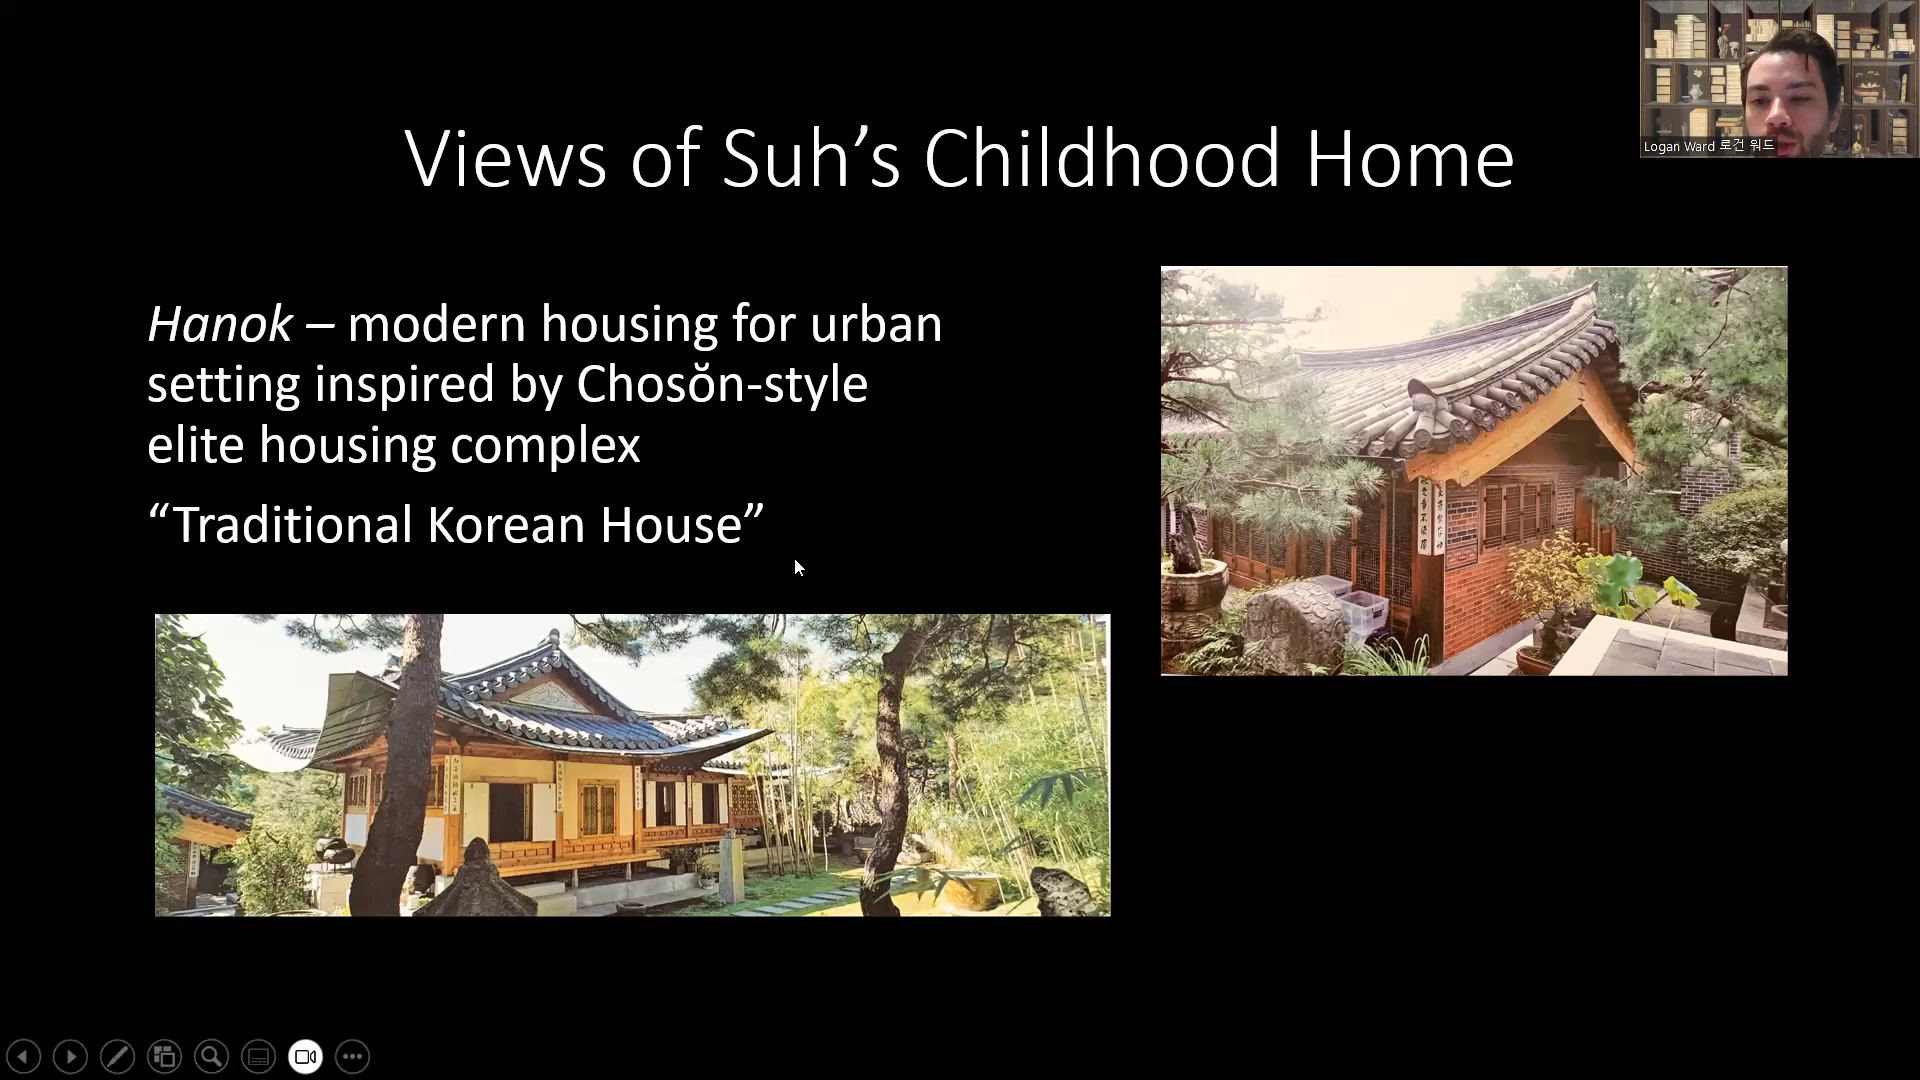 Views of Suh’s Childhood Home
Logan Ward 로건 워드
Hanok – modern housing for urban
setting inspired by Chosŏn-style
elite housing complex
“Traditional Korean House”